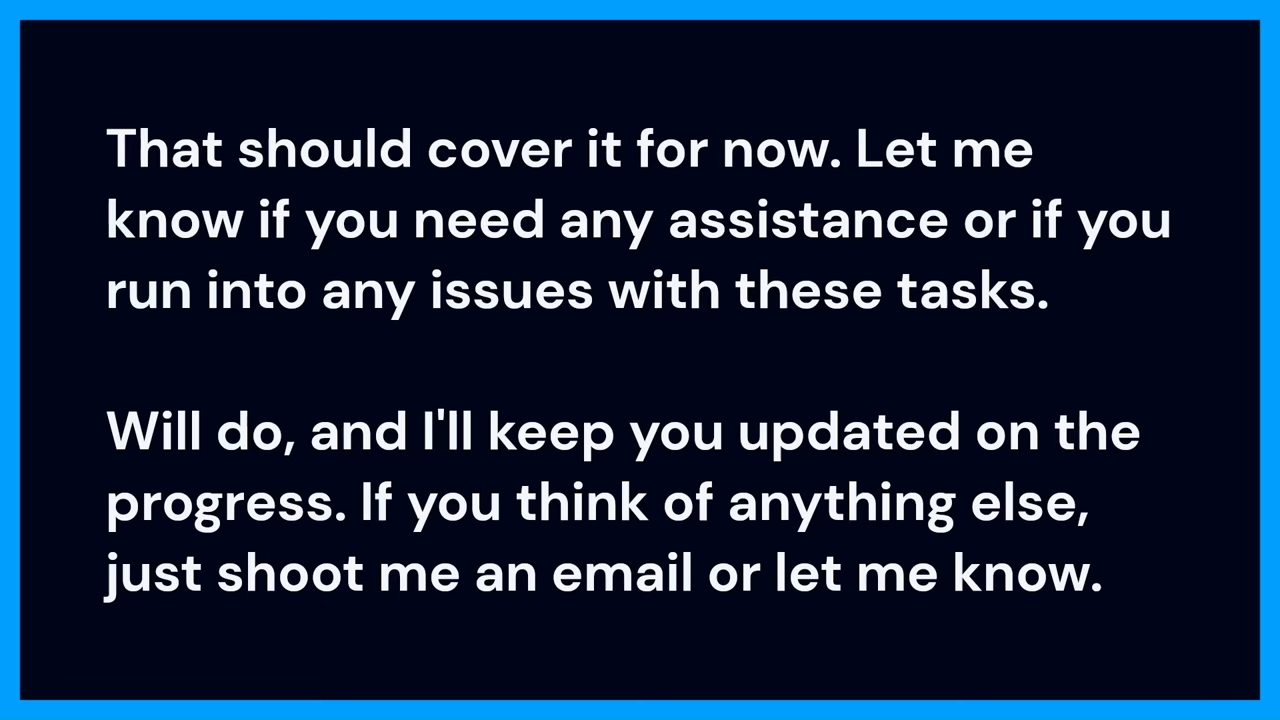 That should cover it for now. Let me
know if you need any assistance or if you
run into any issues with these tasks.
Will do, and I'll keep you updated on the
progress. If you think of anything else,
just shoot me an email or let me know.